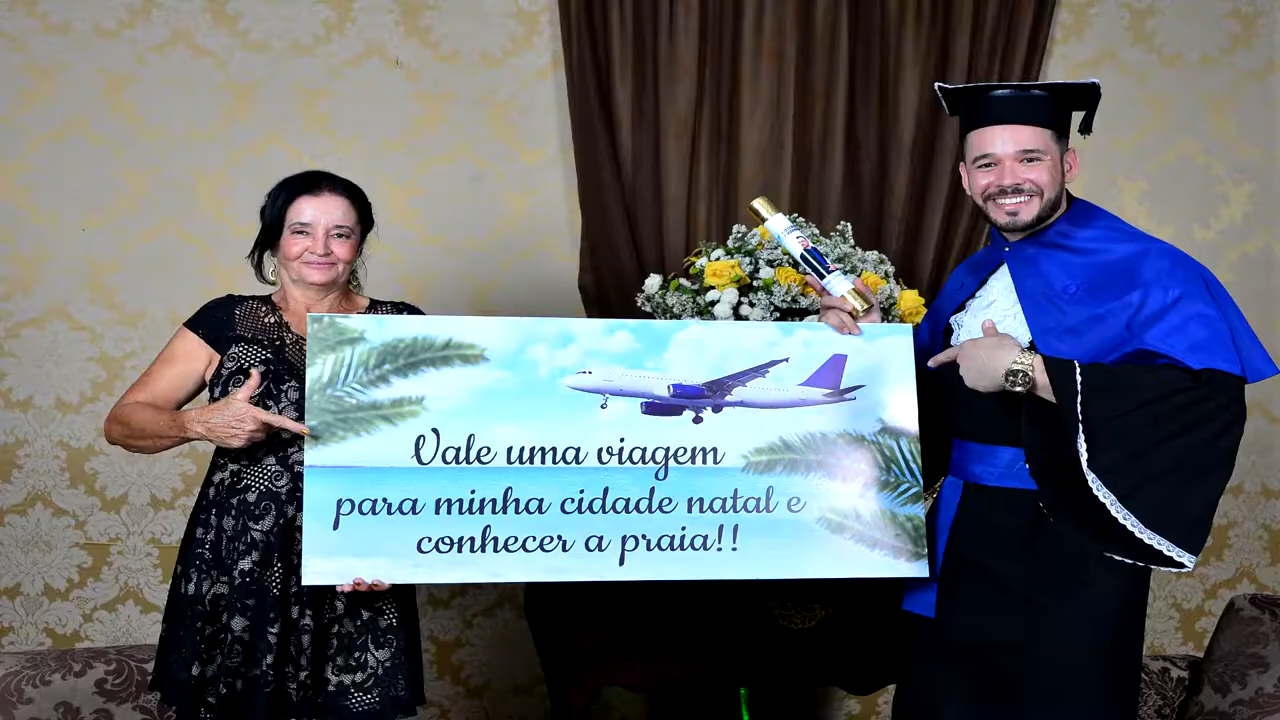 Vale uma viagem
para minha cidade natal e
conhecer a praia!!